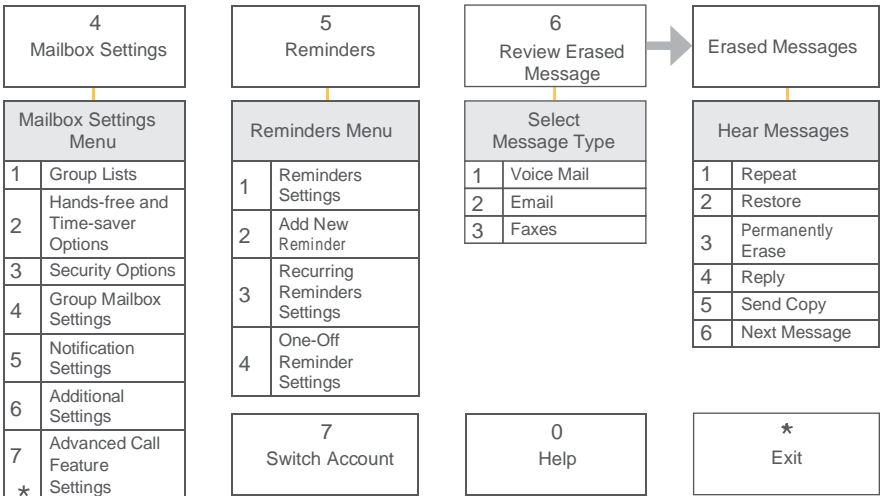 4
Mailbox Settings
Mailbox Settings
Menu
1 Group Lists
2 Hands-free and
Time-saver
Options
3 Security Options
4 Group Mailbox
Settings
5 Notification
Settings
6 Additional
Settings
7 Advanced Call
Feature
Settings
*
5
Reminders
Reminders Menu
1 Reminders
Settings
2 Add New
Reminder
3 Recurring
Reminders
Settings
4 One-Off
Reminder
Settings
6
Review Erased
Message
Select
Message Type
1 Voice Mail
2 Email
3 Faxes
Erased Messages
Hear Messages
1 Repeat
2 Restore
3 Permanently
Erase
4 Reply
5 Send Copy
6 Next Message
7
Switch Account
0
Help
*
Exit